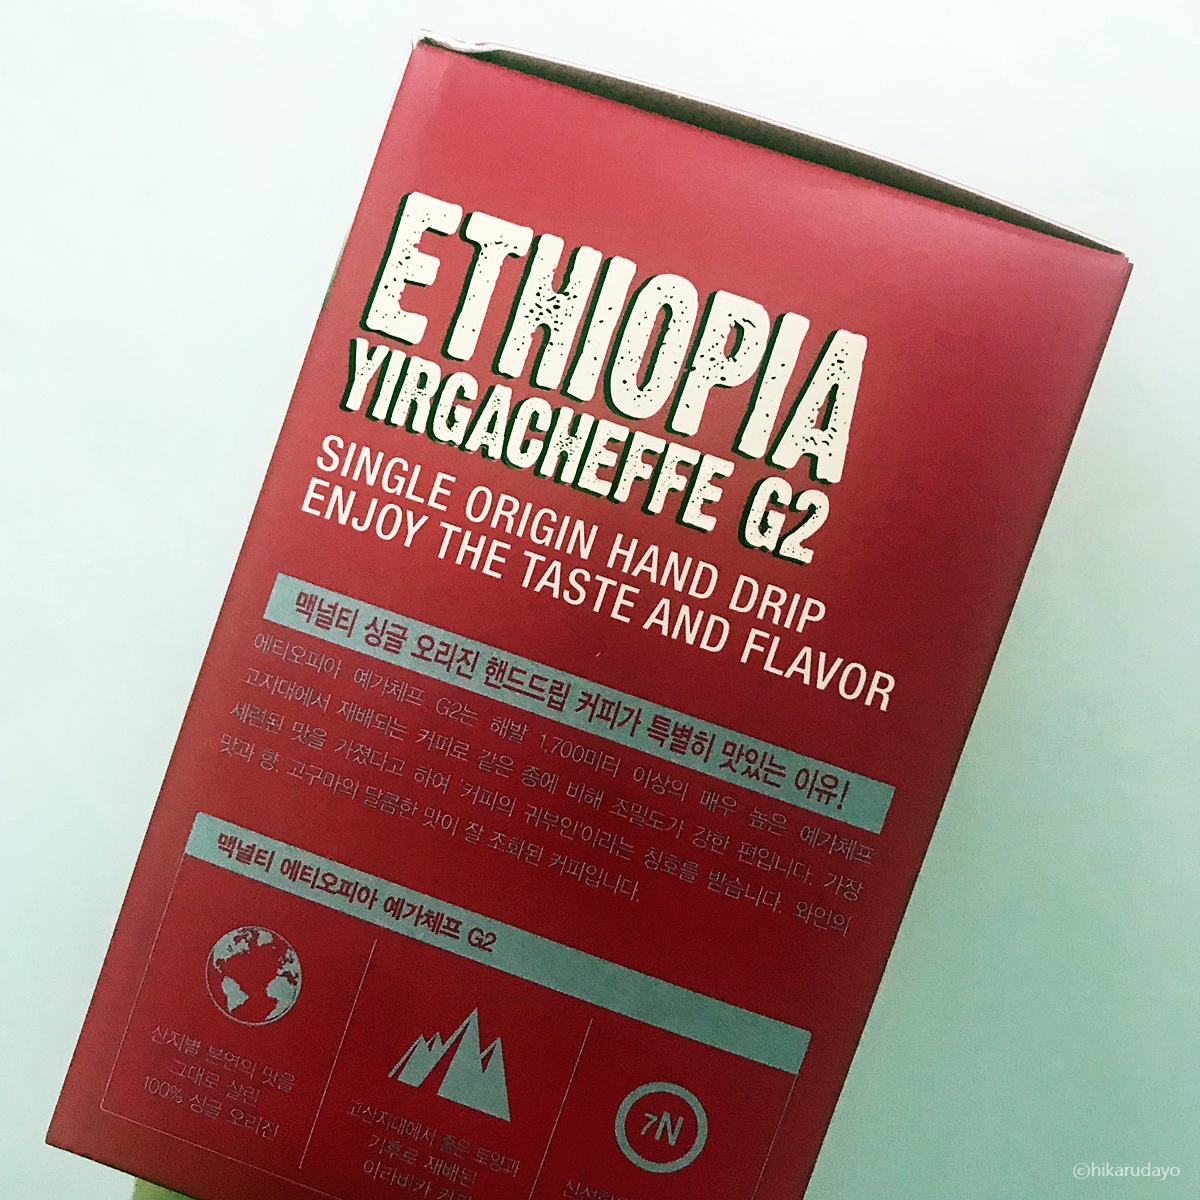 ETHIOPIA
YIRGACHEFFE G2
SINGLE ORIGIN HAND DRIP
ENJOY THE TASTE AND FLAVOR
맥널티 싱글 오리진 핸드드립 커피가 특별히 맛있는 이유!
에티오피아 예가체프 G2는 해발 1,700미터 이상의 매우 높은 예가체프
고지대에서 재배되는 커피로 같은 종에 비해 조밀도가 강한 편입니다. 가장
세련된 맛을 가졌다고 하여 '커피의 귀부인'이라는 칭호를 받습니다. 와인의
맛과 향, 고구마의 달콤한 맛이 잘 조화된 커피입니다.
맥널티 에티오피아 예가체프 G2
산지별 본연의 맛을
그대로 살린
100% 싱글 오리진
고산지대에서 좋은 토양과
기후로 재배된
아라비카 커피
7N
©hikarudayo